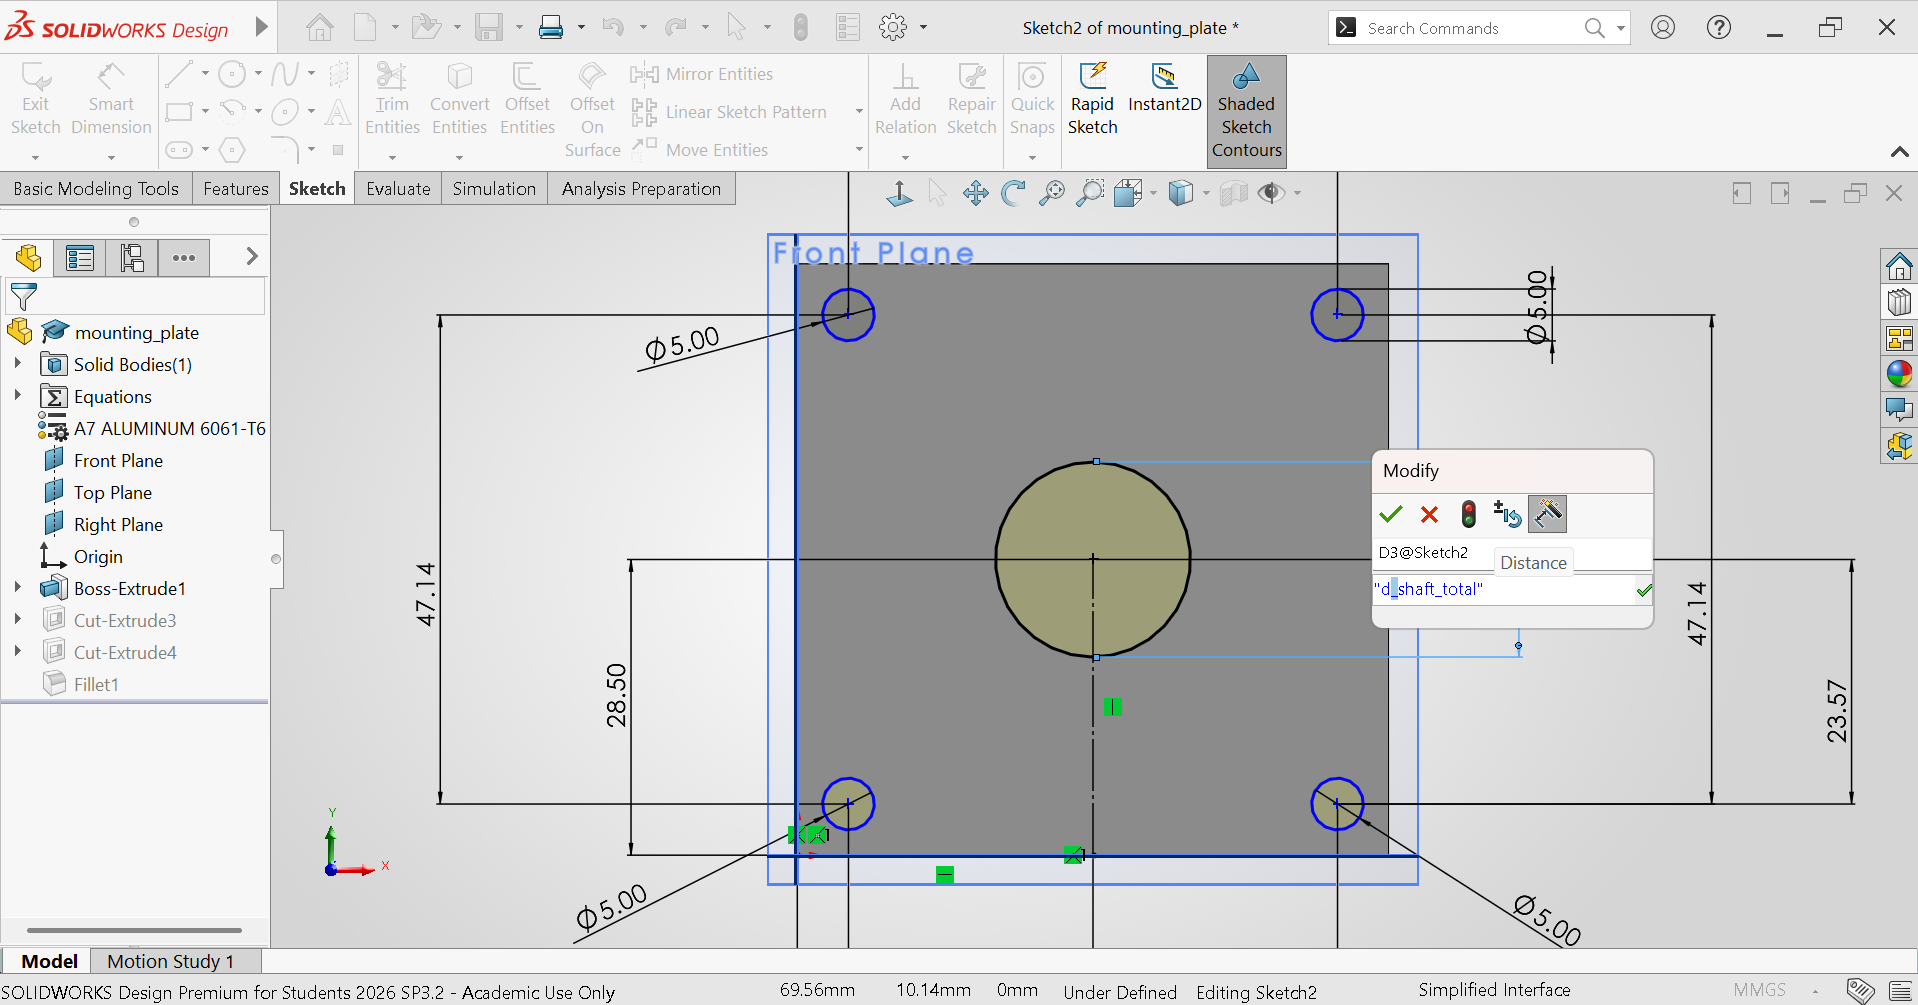 SOLIDWORKS Design
Sketch2 of mounting_plate *
Search Commands
Exit Sketch
Smart Dimension
Trim Entities
Convert Entities
Offset Entities
Offset On Surface
Mirror Entities
Linear Sketch Pattern
Move Entities
Add Relation
Repair Sketch
Quick Snaps
Rapid Sketch
Instant2D
Shaded Sketch Contours
Basic Modeling Tools
Features
Sketch
Evaluate
Simulation
Analysis Preparation
mounting_plate
Solid Bodies(1)
Equations
A7 ALUMINUM 6061-T6
Front Plane
Top Plane
Right Plane
Origin
Boss-Extrude1
Cut-Extrude3
Cut-Extrude4
Fillet1
Front Plane
Ø5.00
Ø5.00
47.14
28.50
Modify
D3@Sketch2
Distance
"d_shaft_total"
47.14
23.57
1
1
Ø5.00
Ø5.00
Y
X
Model
Motion Study 1
SOLIDWORKS Design Premium for Students 2026 SP3.2 - Academic Use Only
69.56mm
10.14mm
0mm
Under Defined
Editing Sketch2
Simplified Interface
MMGS